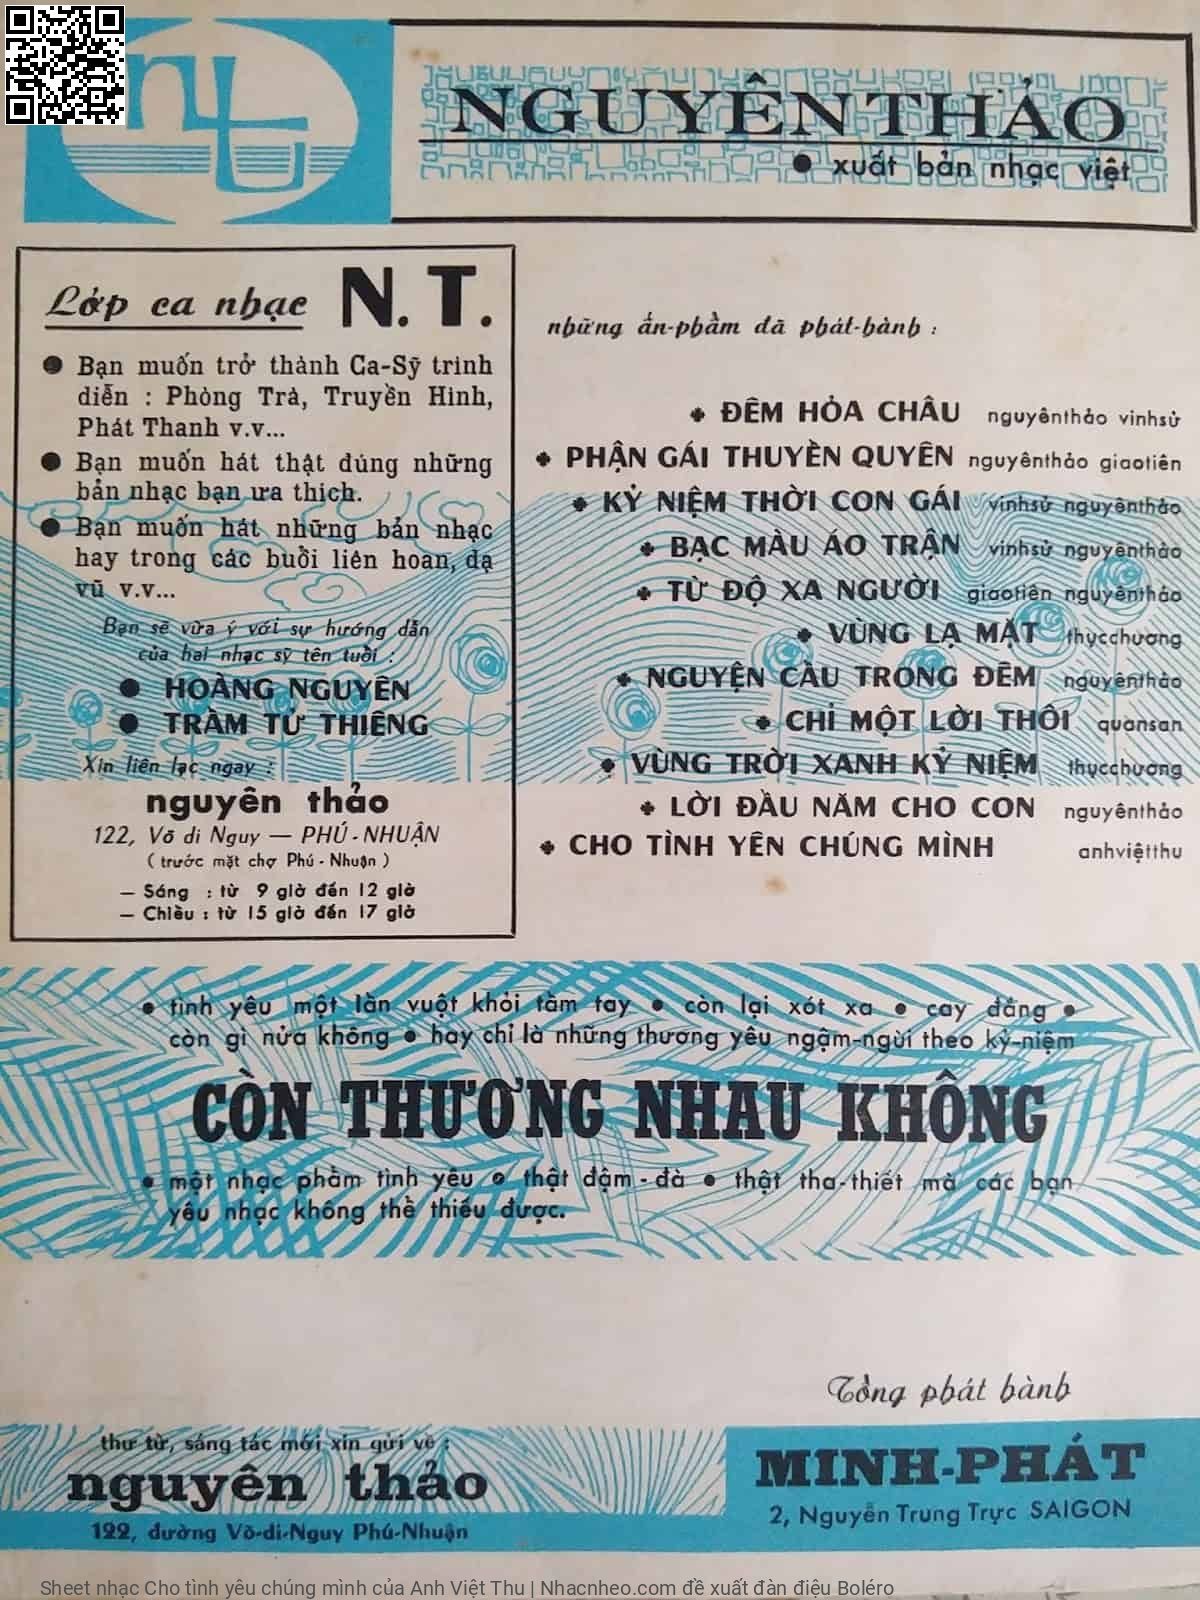 nt
NGUYÊN THẢO
● xuất bản nhạc việt
Lớp ca nhạc N. T.
● Bạn muốn trở thành Ca-Sỹ trình
diễn : Phòng Trà, Truyền Hình,
Phát Thanh v.v...
● Bạn muốn hát thật đúng những
bản nhạc bạn ưa thích.
● Bạn muốn hát những bản nhạc
hay trong các buổi liên hoan, dạ
vũ v.v...
Bạn sẽ vừa ý với sự hướng dẫn
của hai nhạc sỹ tên tuổi :
● HOÀNG NGUYÊN
● TRẦM TỬ THIÊNG
Xin liên lạc ngay :
nguyên thảo
122, Võ di Nguy — PHÚ-NHUẬN
( trước mặt chợ Phú - Nhuận )
— Sáng : từ 9 giờ đến 12 giờ
— Chiều : từ 15 giờ đến 17 giờ
những ấn-phẩm đã phát-hành :
ĐÊM HỎA CHÂU nguyênthảo vinhsử
PHẬN GÁI THUYỀN QUYÊN nguyênthảo giaotiên
KỶ NIỆM THỜI CON GÁI vinhsử nguyênthảo
BẠC MÀU ÁO TRẬN vinhsử nguyênthảo
TỪ ĐỘ XA NGƯỜI giaotiên nguyênthảo
VÙNG LẠ MẶT thụcchương
NGUYỆN CẦU TRONG ĐÊM nguyênthảo
CHỈ MỘT LỜI THÔI quansan
VÙNG TRỜI XANH KỶ NIỆM thụcchương
LỜI ĐẦU NĂM CHO CON nguyênthảo
CHO TÌNH YÊN CHÚNG MÌNH anhviệtthu
● tình yêu một lần vuột khỏi tầm tay ● còn lại xót xa ● cay đắng ●
còn gì nửa không ● hay chỉ là những thương yêu ngậm-ngùi theo kỷ-niệm
CÒN THƯƠNG NHAU KHÔNG
● một nhạc phẩm tình yêu ● thật đậm - đà ● thật tha-thiết mà các bạn
yêu nhạc không thể thiếu được.
Tổng phát hành
MINH-PHÁT
2, Nguyễn Trung Trực SAIGON
thư từ, sáng tác mới xin gửi về :
nguyên thảo
122, đường Võ-di-Nguy Phú-Nhuận
Sheet nhạc Cho tình yêu chúng mình của Anh Việt Thu | Nhacnheo.com đề xuất đàn điệu Boléro